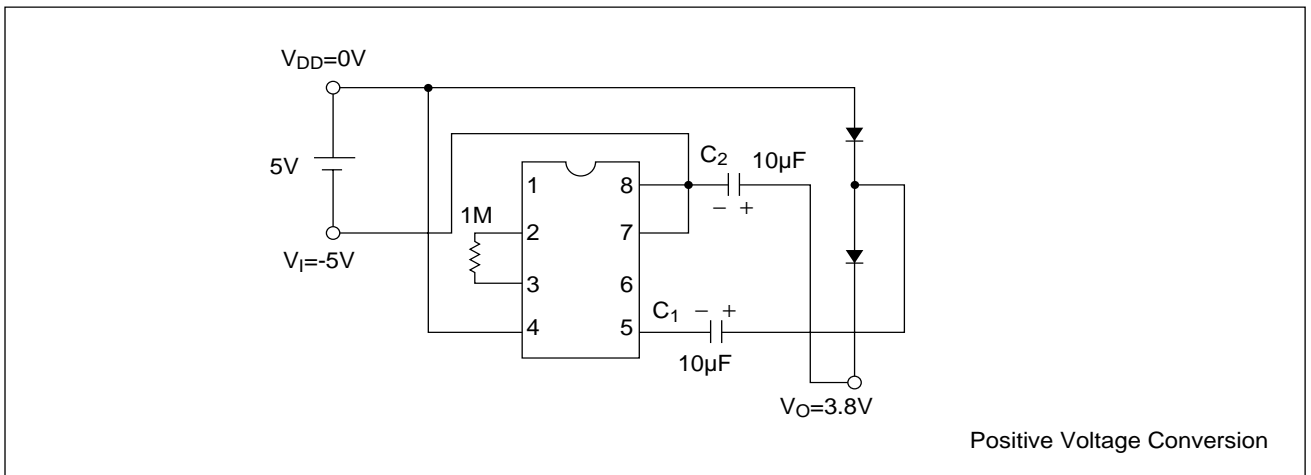 VDD=0V
5V
VI=-5V
1M
1
2
3
4
8
7
6
5
C2
10µF
– +
C1
– +
10µF
VO=3.8V
Positive Voltage Conversion